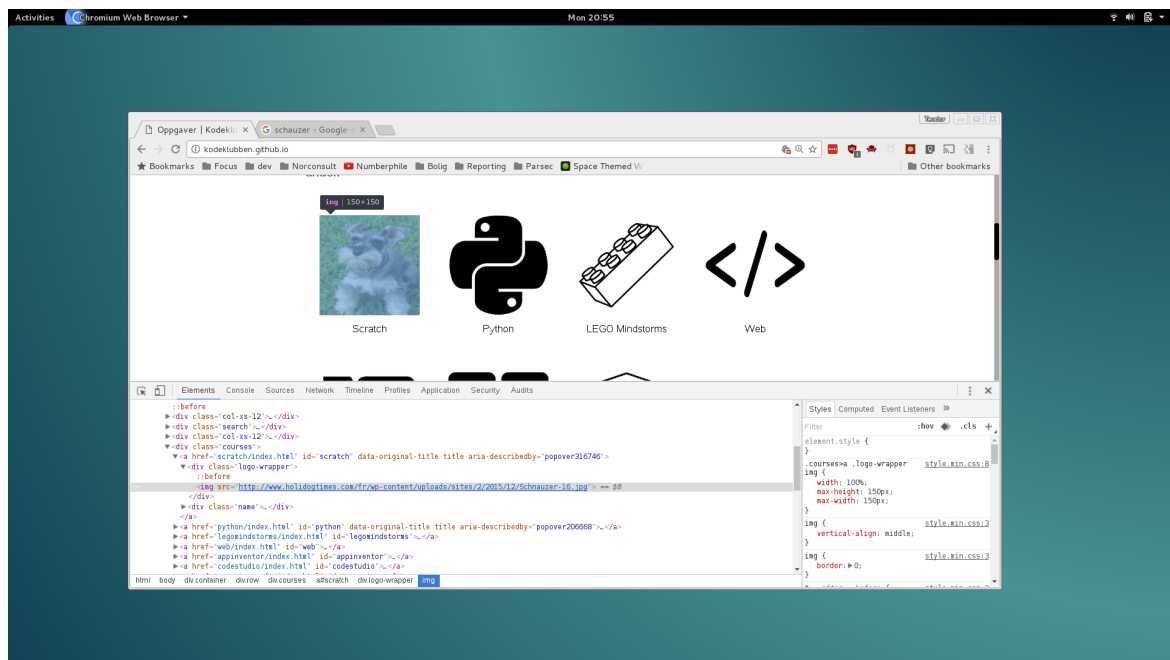 Activities Chromium Web Browser Mon 20:55
Oppgaver | Kodeklu × schauzer - Google ×
kodeklubben.github.io
Bookmarks Focus dev Norconsult Numberphile Bolig Reporting Parsec Space Themed W Other bookmarks
img | 150×150
Scratch Python LEGO Mindstorms Web
Elements Console Sources Network Timeline Profiles Application Security Audits
::before
▶<div class="col-xs-12">…</div>
▶<div class="search">…</div>
▶<div class="col-xs-12">…</div>
▼<div class="courses">
▼<a href="scratch/index.html" id="scratch" data-original-title title aria-describedby="popover316746">
▼<div class="logo-wrapper">
::before
<img src="http://www.holidogtimes.com/fr/wp-content/uploads/sites/2/2015/12/Schnauzer-16.jpg"> == $0
</div>
▶<div class="name">…</div>
</a>
▶<a href="python/index.html" id="python" data-original-title title aria-describedby="popover206668">…</a>
▶<a href="legomindstorms/index.html" id="legomindstorms">…</a>
▶<a href="web/index.html" id="web">…</a>
▶<a href="appinventor/index.html" id="appinventor">…</a>
▶<a href="codestudio/index.html" id="codestudio">…</a>
html body div.container div.row div.courses a#scratch div.logo-wrapper img
Styles Computed Event Listeners »
Filter :hov .cls +
element.style {
}
.courses>a .logo-wrapper style.min.css:8
img {
width: 100%;
max-height: 150px;
max-width: 150px;
}
img { style.min.css:3
vertical-align: middle;
}
img { style.min.css:3
border: ▶ 0;
}